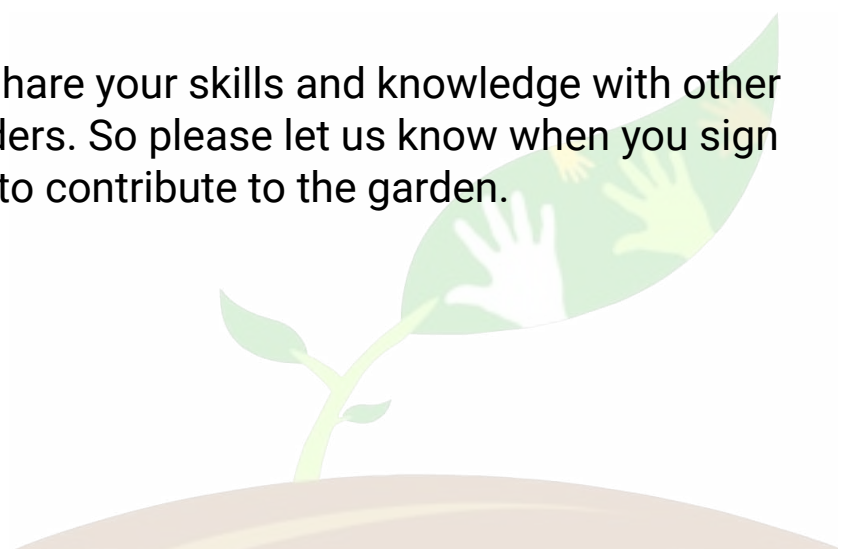 hare your skills and knowledge with other
ders. So please let us know when you sign
to contribute to the garden.